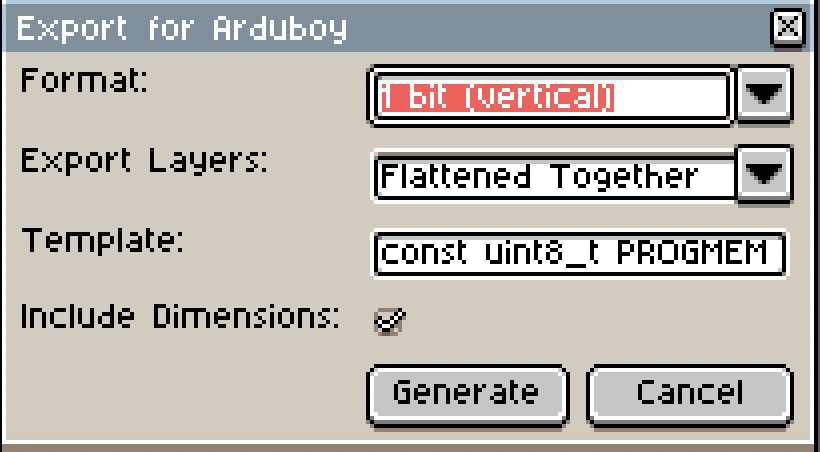 Export for Arduboy
Format:
1 bit (vertical)
Export Layers:
Flattened Together
Template:
const uint8_t PROGMEM
Include Dimensions:
Generate
Cancel